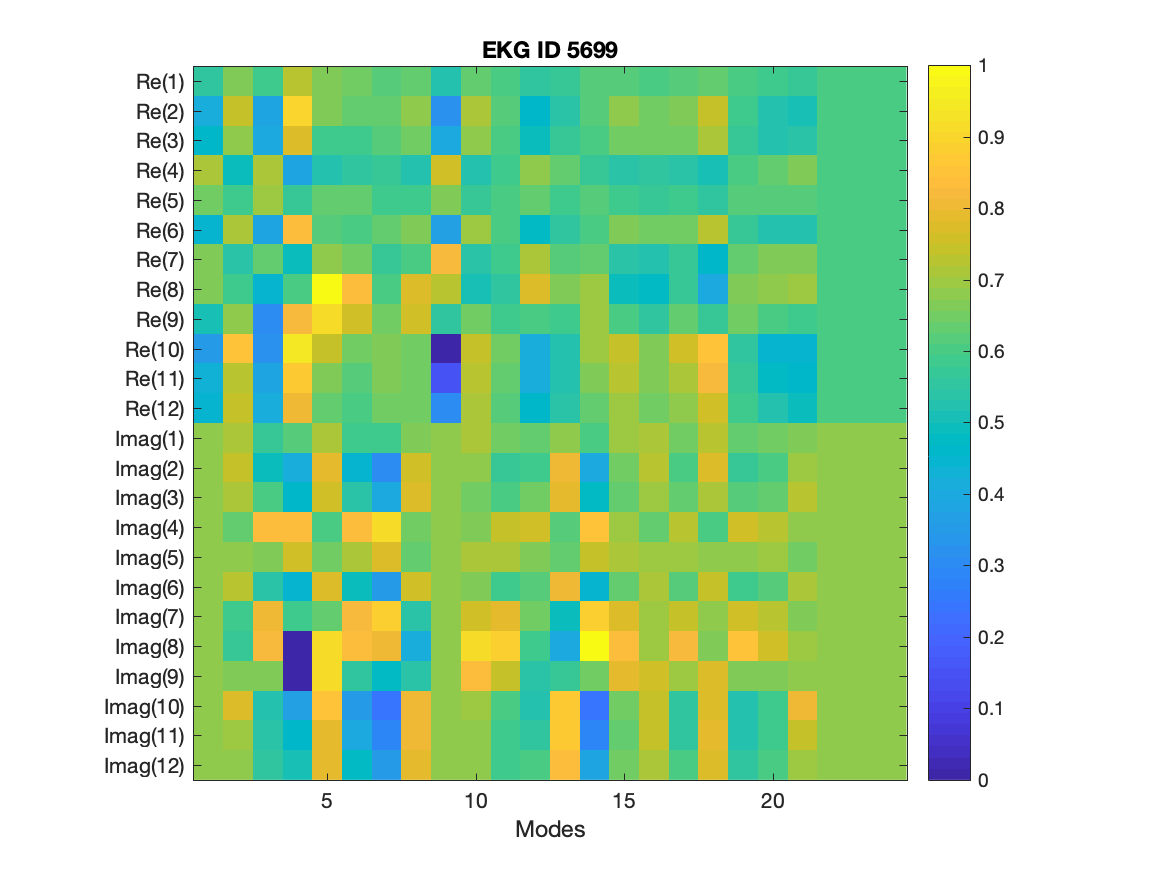 EKG ID 5699
Re(1)
Re(2)
Re(3)
Re(4)
Re(5)
Re(6)
Re(7)
Re(8)
Re(9)
Re(10)
Re(11)
Re(12)
Imag(1)
Imag(2)
Imag(3)
Imag(4)
Imag(5)
Imag(6)
Imag(7)
Imag(8)
Imag(9)
Imag(10)
Imag(11)
Imag(12)
5 10 15 20
Modes
1
0.9
0.8
0.7
0.6
0.5
0.4
0.3
0.2
0.1
0